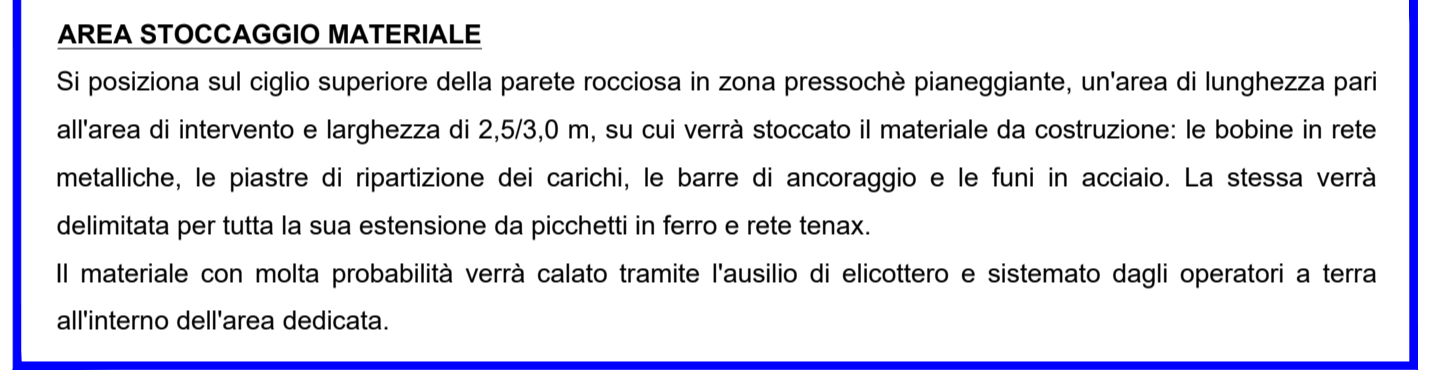 AREA STOCCAGGIO MATERIALE
Si posiziona sul ciglio superiore della parete rocciosa in zona pressochè pianeggiante, un'area di lunghezza pari
all'area di intervento e larghezza di 2,5/3,0 m, su cui verrà stoccato il materiale da costruzione: le bobine in rete
metalliche, le piastre di ripartizione dei carichi, le barre di ancoraggio e le funi in acciaio. La stessa verrà
delimitata per tutta la sua estensione da picchetti in ferro e rete tenax.
Il materiale con molta probabilità verrà calato tramite l'ausilio di elicottero e sistemato dagli operatori a terra
all'interno dell'area dedicata.